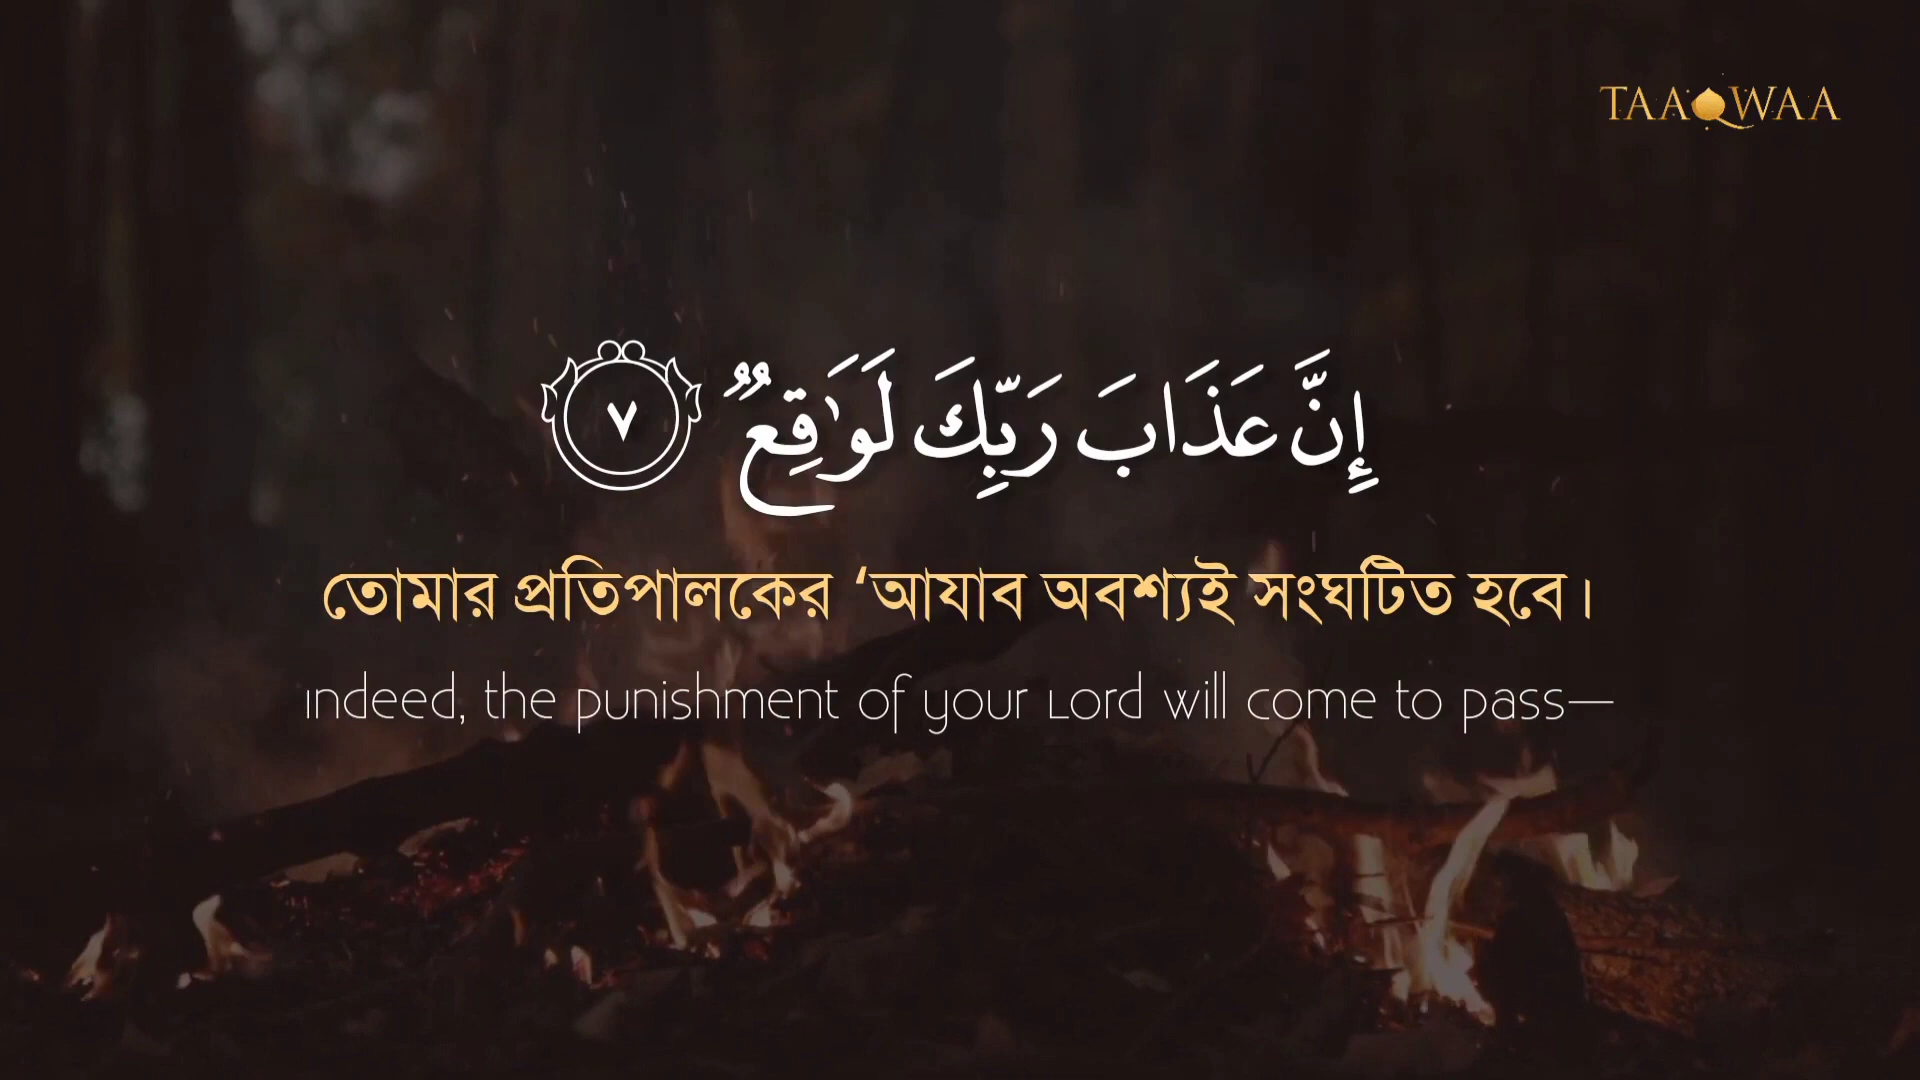 TAAQWAA
إِنَّ عَذَابَ رَبِّكَ لَوَٰقِعٌ ٧
তোমার প্রতিপালকের ‘আযাব অবশ্যই সংঘটিত হবে।
Indeed, the punishment of your Lord will come to pass—